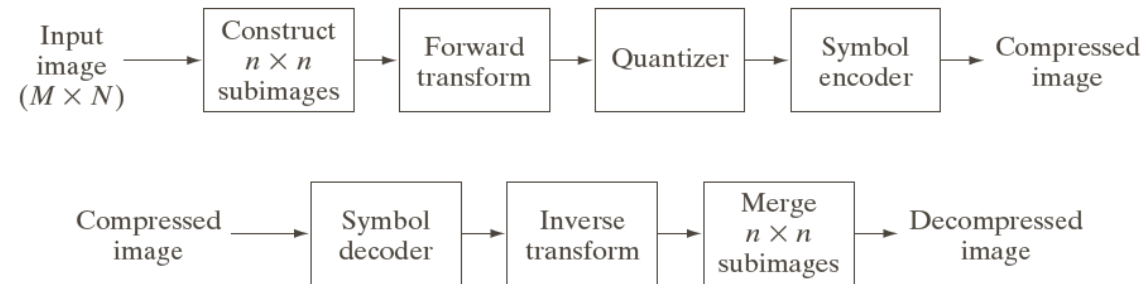 Input
image
(M × N)
Construct
n × n
subimages
Forward
transform
Quantizer
Symbol
encoder
Compressed
image
Compressed
image
Symbol
decoder
Inverse
transform
Merge
n × n
subimages
Decompressed
image